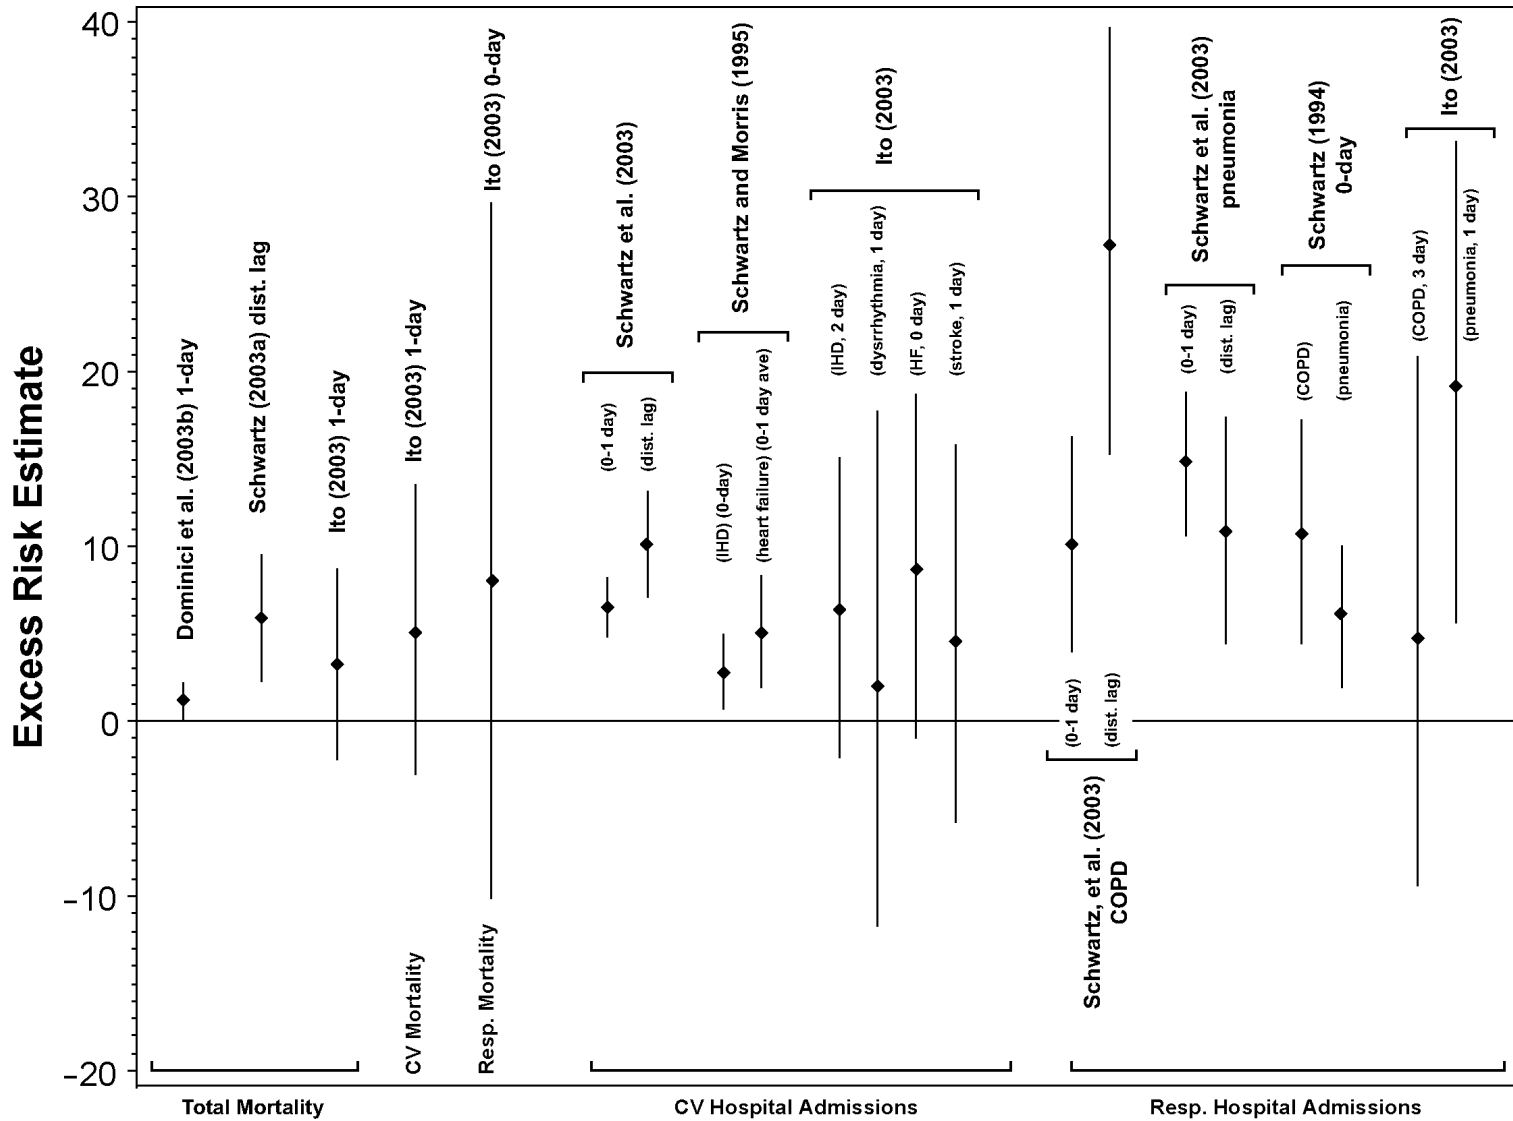 Excess Risk Estimate
40
30
20
10
0
−10
−20
Dominici et al. (2003b) 1-day
Schwartz (2003a) dist. lag
Ito (2003) 1-day
Ito (2003) 1-day
Ito (2003) 0-day
CV Mortality
Resp. Mortality
Schwartz et al. (2003)
(0-1 day)
(dist. lag)
Schwartz and Morris (1995)
(IHD) (0-day)
(heart failure) (0-1 day ave)
Ito (2003)
(IHD, 2 day)
(dysrrhythmia, 1 day)
(HF, 0 day)
(stroke, 1 day)
(0-1 day)
(dist. lag)
Schwartz, et al. (2003)
COPD
Schwartz et al. (2003)
pneumonia
(0-1 day)
(dist. lag)
Schwartz (1994)
0-day
(COPD)
(pneumonia)
Ito (2003)
(COPD, 3 day)
(pneumonia, 1 day)
Total Mortality
CV Hospital Admissions
Resp. Hospital Admissions